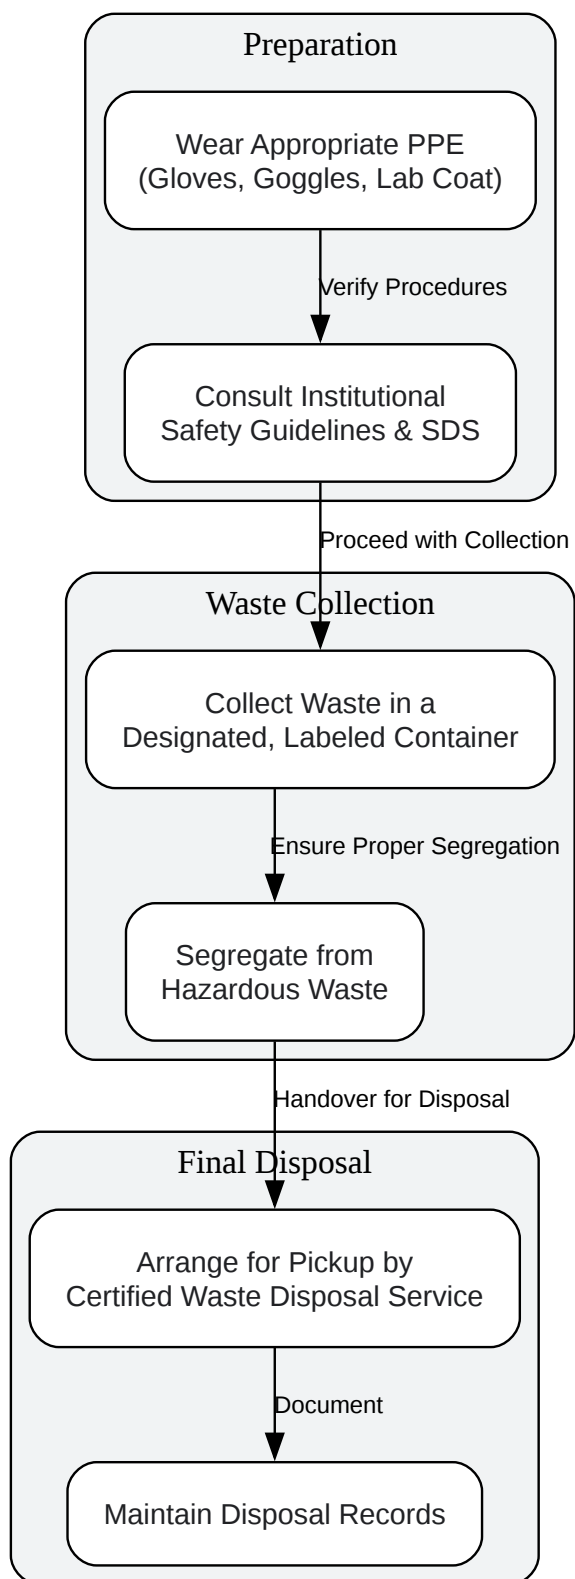 Preparation
Wear Appropriate PPE
(Gloves, Goggles, Lab Coat)
Verify Procedures
Consult Institutional
Safety Guidelines & SDS
Proceed with Collection
Waste Collection
Collect Waste in a
Designated, Labeled Container
Ensure Proper Segregation
Segregate from
Hazardous Waste
Handover for Disposal
Final Disposal
Arrange for Pickup by
Certified Waste Disposal Service
Document
Maintain Disposal Records